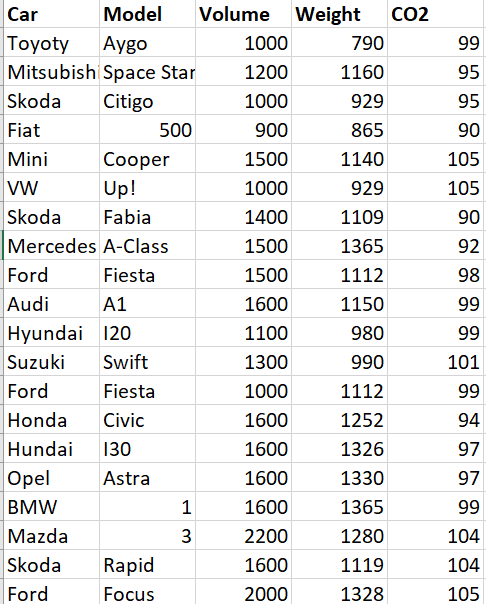 Car Model Volume Weight CO2
Toyoty Aygo 1000 790 99
Mitsubishi Space Star 1200 1160 95
Skoda Citigo 1000 929 95
Fiat 500 900 865 90
Mini Cooper 1500 1140 105
VW Up! 1000 929 105
Skoda Fabia 1400 1109 90
Mercedes A-Class 1500 1365 92
Ford Fiesta 1500 1112 98
Audi A1 1600 1150 99
Hyundai I20 1100 980 99
Suzuki Swift 1300 990 101
Ford Fiesta 1000 1112 99
Honda Civic 1600 1252 94
Hundai I30 1600 1326 97
Opel Astra 1600 1330 97
BMW 1 1600 1365 99
Mazda 3 2200 1280 104
Skoda Rapid 1600 1119 104
Ford Focus 2000 1328 105